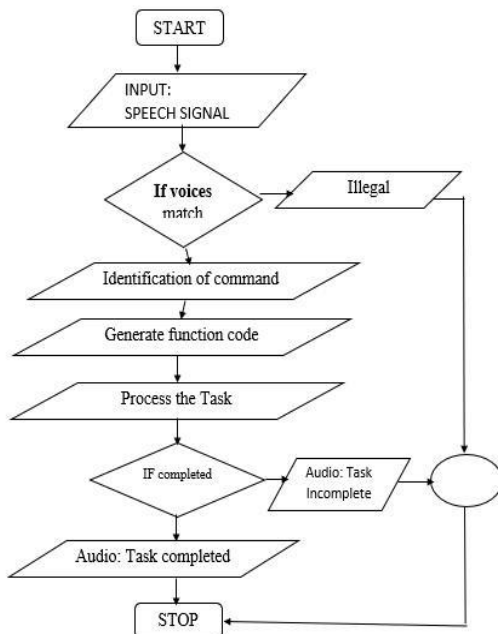 START
INPUT:
SPEECH SIGNAL
If voices
match
Illegal
Identification of command
Generate function code
Process the Task
IF completed
Audio: Task
Incomplete
Audio: Task completed
STOP